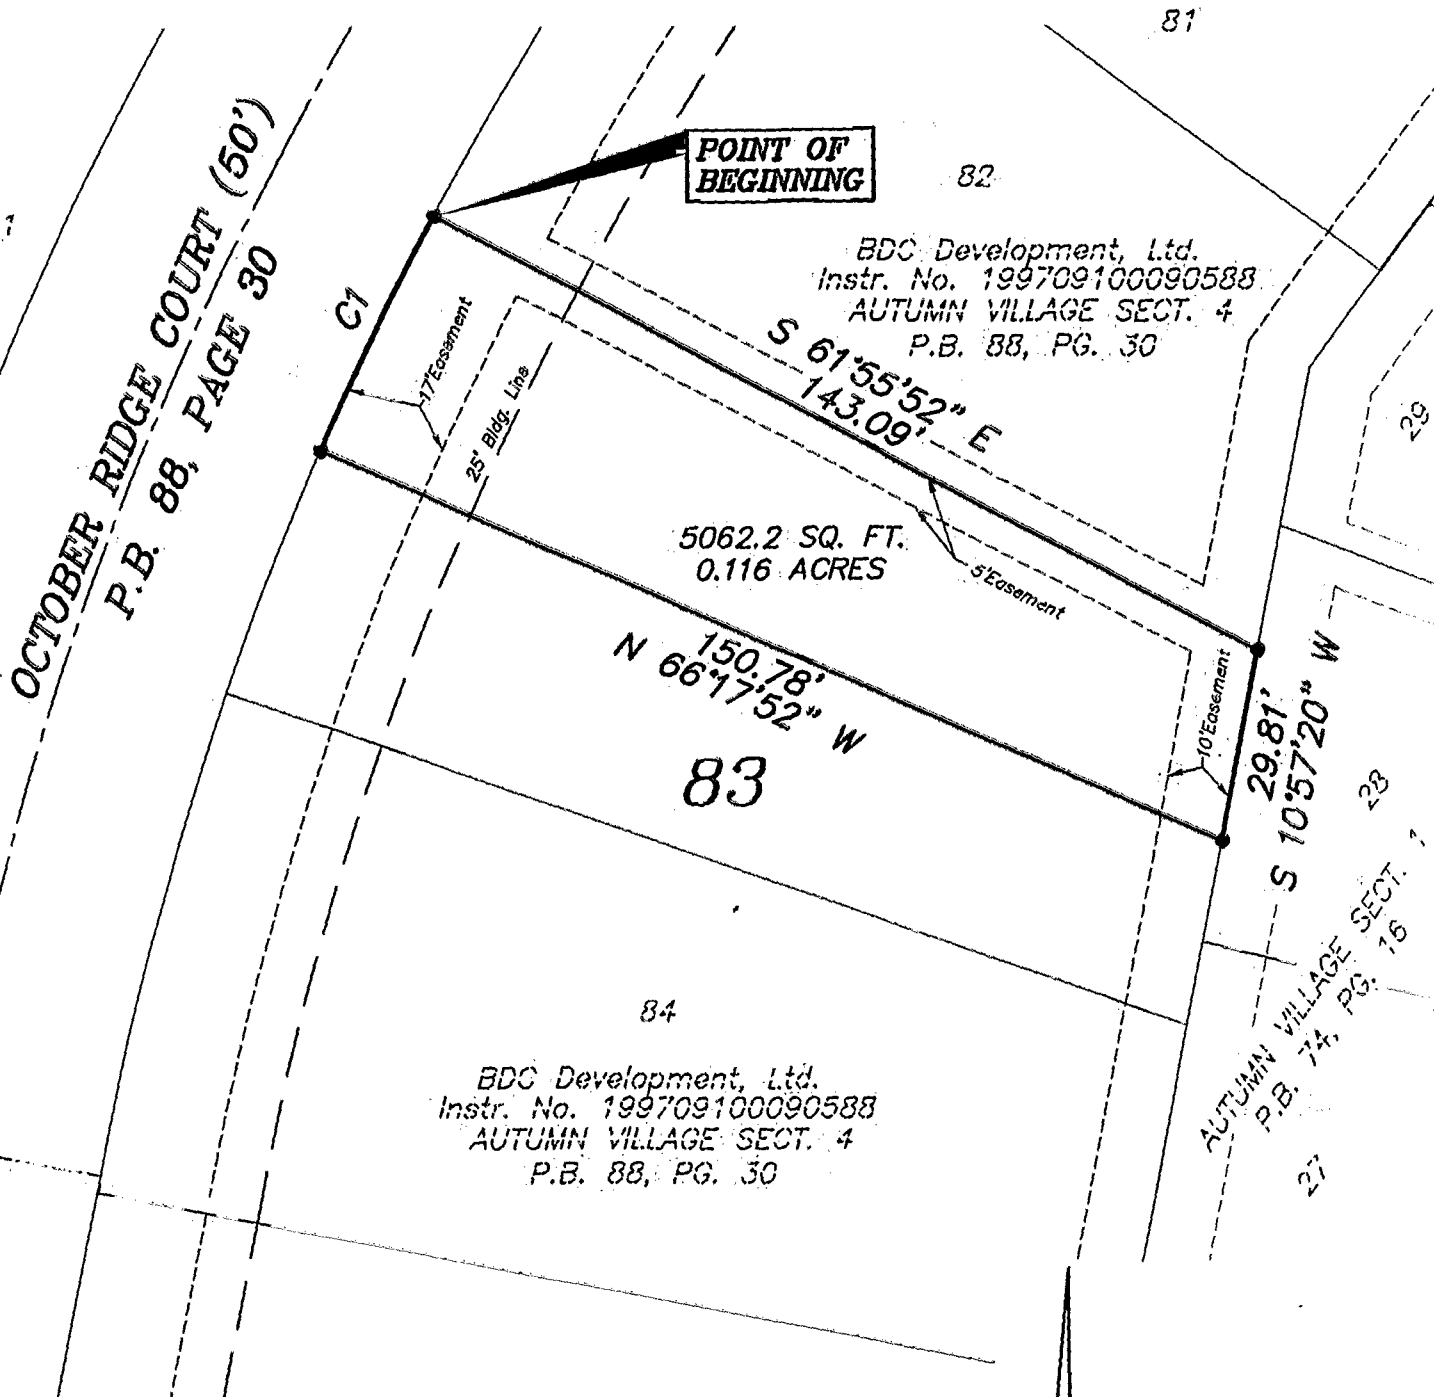 81
POINT OF
BEGINNING
82
BDC Development, Ltd.
Instr. No. 199709100090588
AUTUMN VILLAGE SECT. 4
P.B. 88, PG. 30
OCTOBER RIDGE COURT (50')
P.B. 88, PAGE 30
1
C1
17'Easement
25' Bldg. Line
S 61°55'52" E
143.09'
29
5062.2 SQ. FT.
0.116 ACRES
5'Easement
150.78'
N 66°17'52" W
10'Easement
29.81'
S 10°57'20" W
83
28
84
BDC Development, Ltd.
Instr. No. 199709100090588
AUTUMN VILLAGE SECT. 4
P.B. 88, PG. 30
AUTUMN VILLAGE SECT. 1
P.B. 74, PG. 16
27